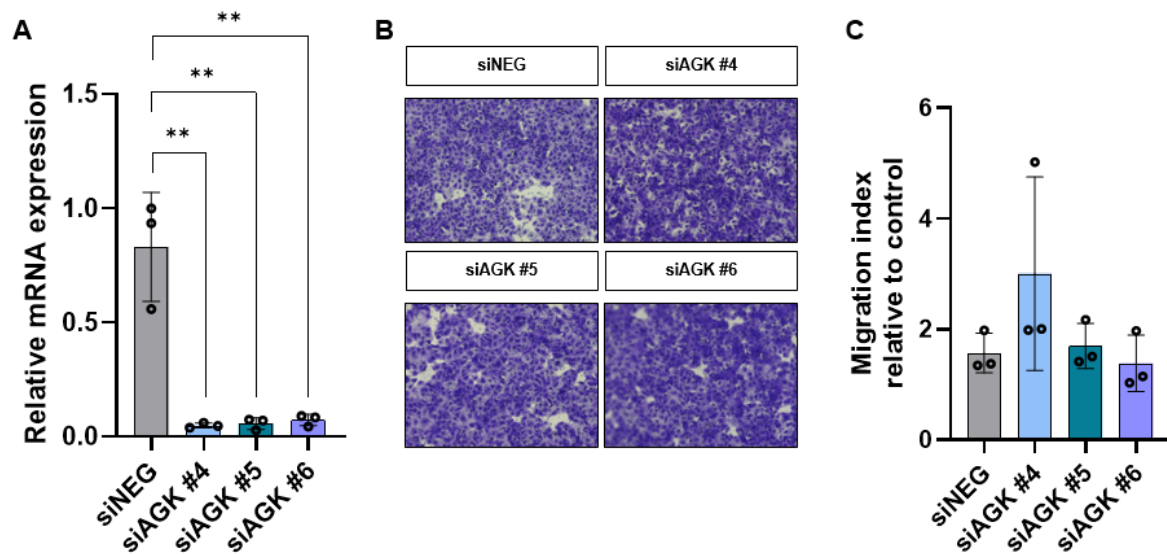 A
Relative mRNA expression
1.5
1.0
0.5
0.0
**
**
**
siNEG
siAGK #4
siAGK #5
siAGK #6
B
siNEG
siAGK #4
siAGK #5
siAGK #6
C
Migration index
relative to control
6
4
2
0
siNEG
siAGK #4
siAGK #5
siAGK #6